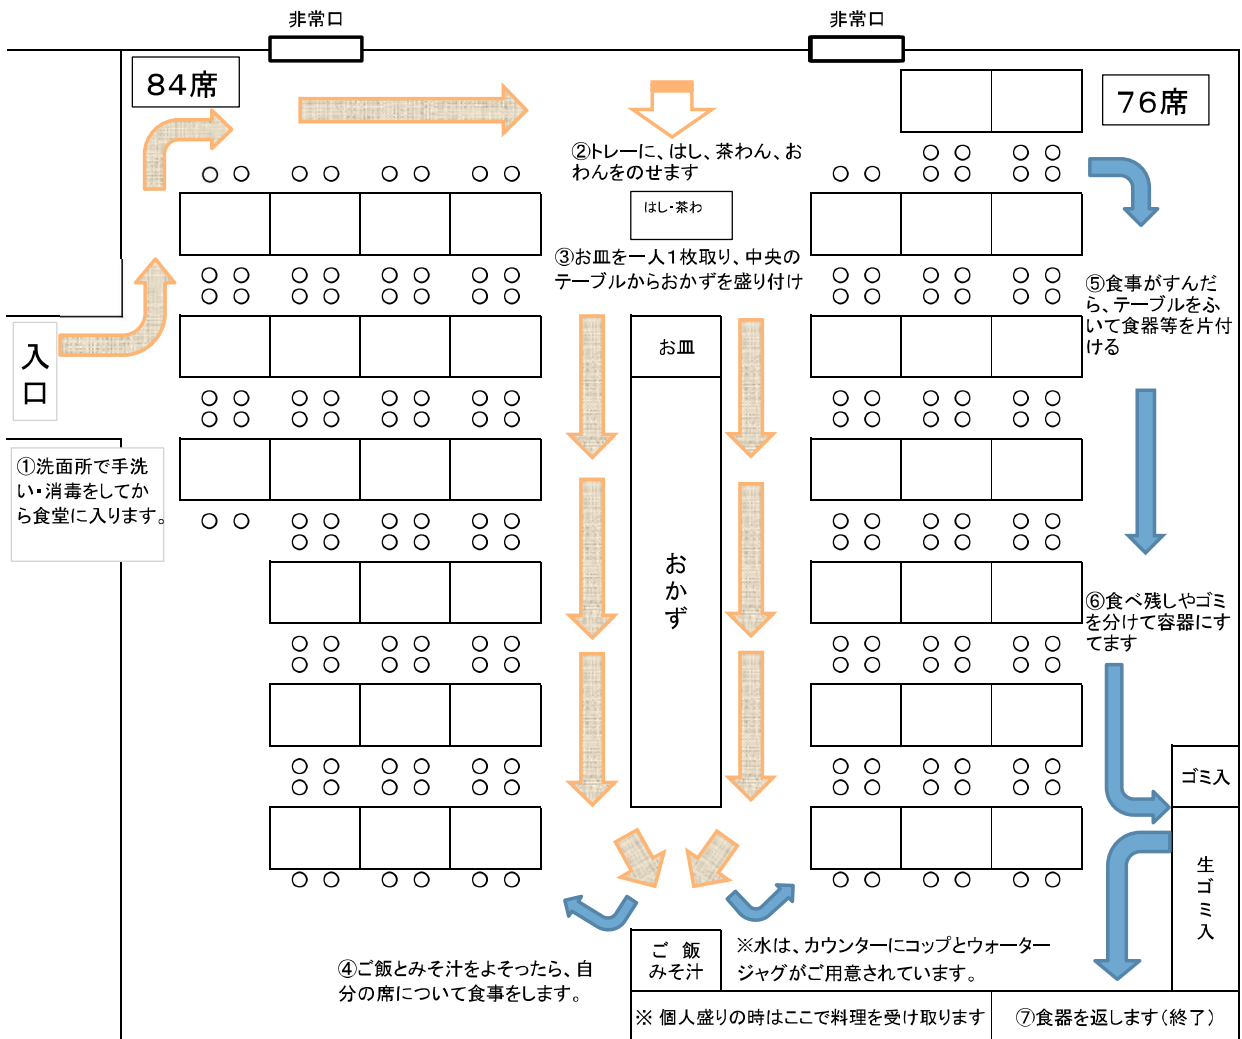 非常口
非常口
84席
76席
②トレーに、はし、茶わん、お
わんをのせます
はし・茶わ
③お皿を一人1枚取り、中央の
テーブルからおかずを盛り付け
⑤食事がすんだ
ら、テーブルをふ
いて食器等を片付
ける
入
口
お皿
①洗面所で手洗
い・消毒をしてか
ら食堂に入ります。
お
か
ず
⑥食べ残しやゴミ
を分けて容器にす
てます
ゴミ入
生
ゴ
ミ
入
ご 飯
みそ汁
※水は、カウンターにコップとウォーター
ジャグがご用意されています。
④ご飯とみそ汁をよそったら、自
分の席について食事をします。
※ 個人盛りの時はここで料理を受け取ります
⑦食器を返します(終了)